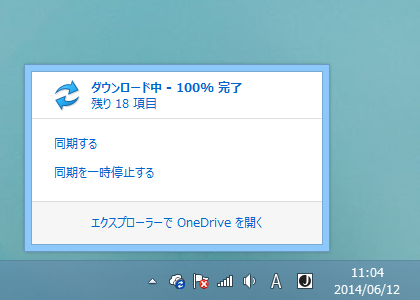 ダウンロード中 - 100% 完了
残り 18 項目
同期する
同期を一時停止する
エクスプローラーで OneDrive を開く
A
J
11:04
2014/06/12